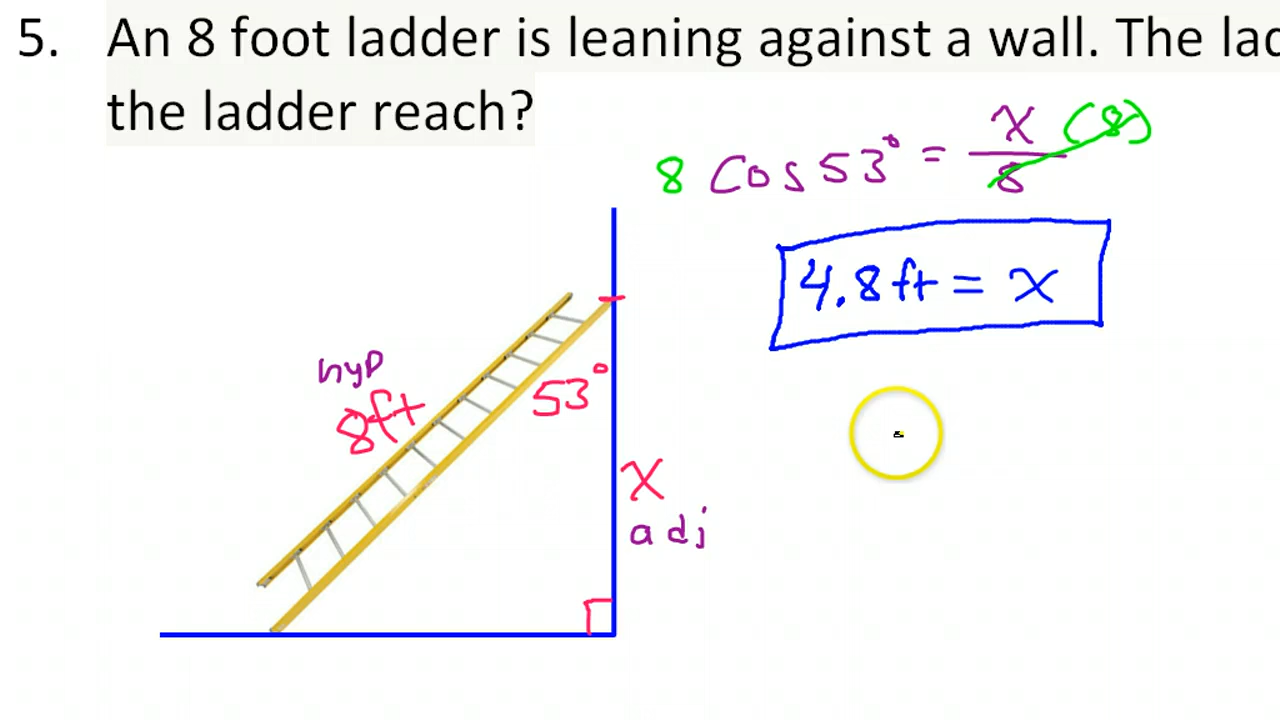 5. An 8 foot ladder is leaning against a wall. The lad
the ladder reach?
8 Cos 53° = x/8 (8)
4.8ft = x
hyp
8ft
53°
x
adj